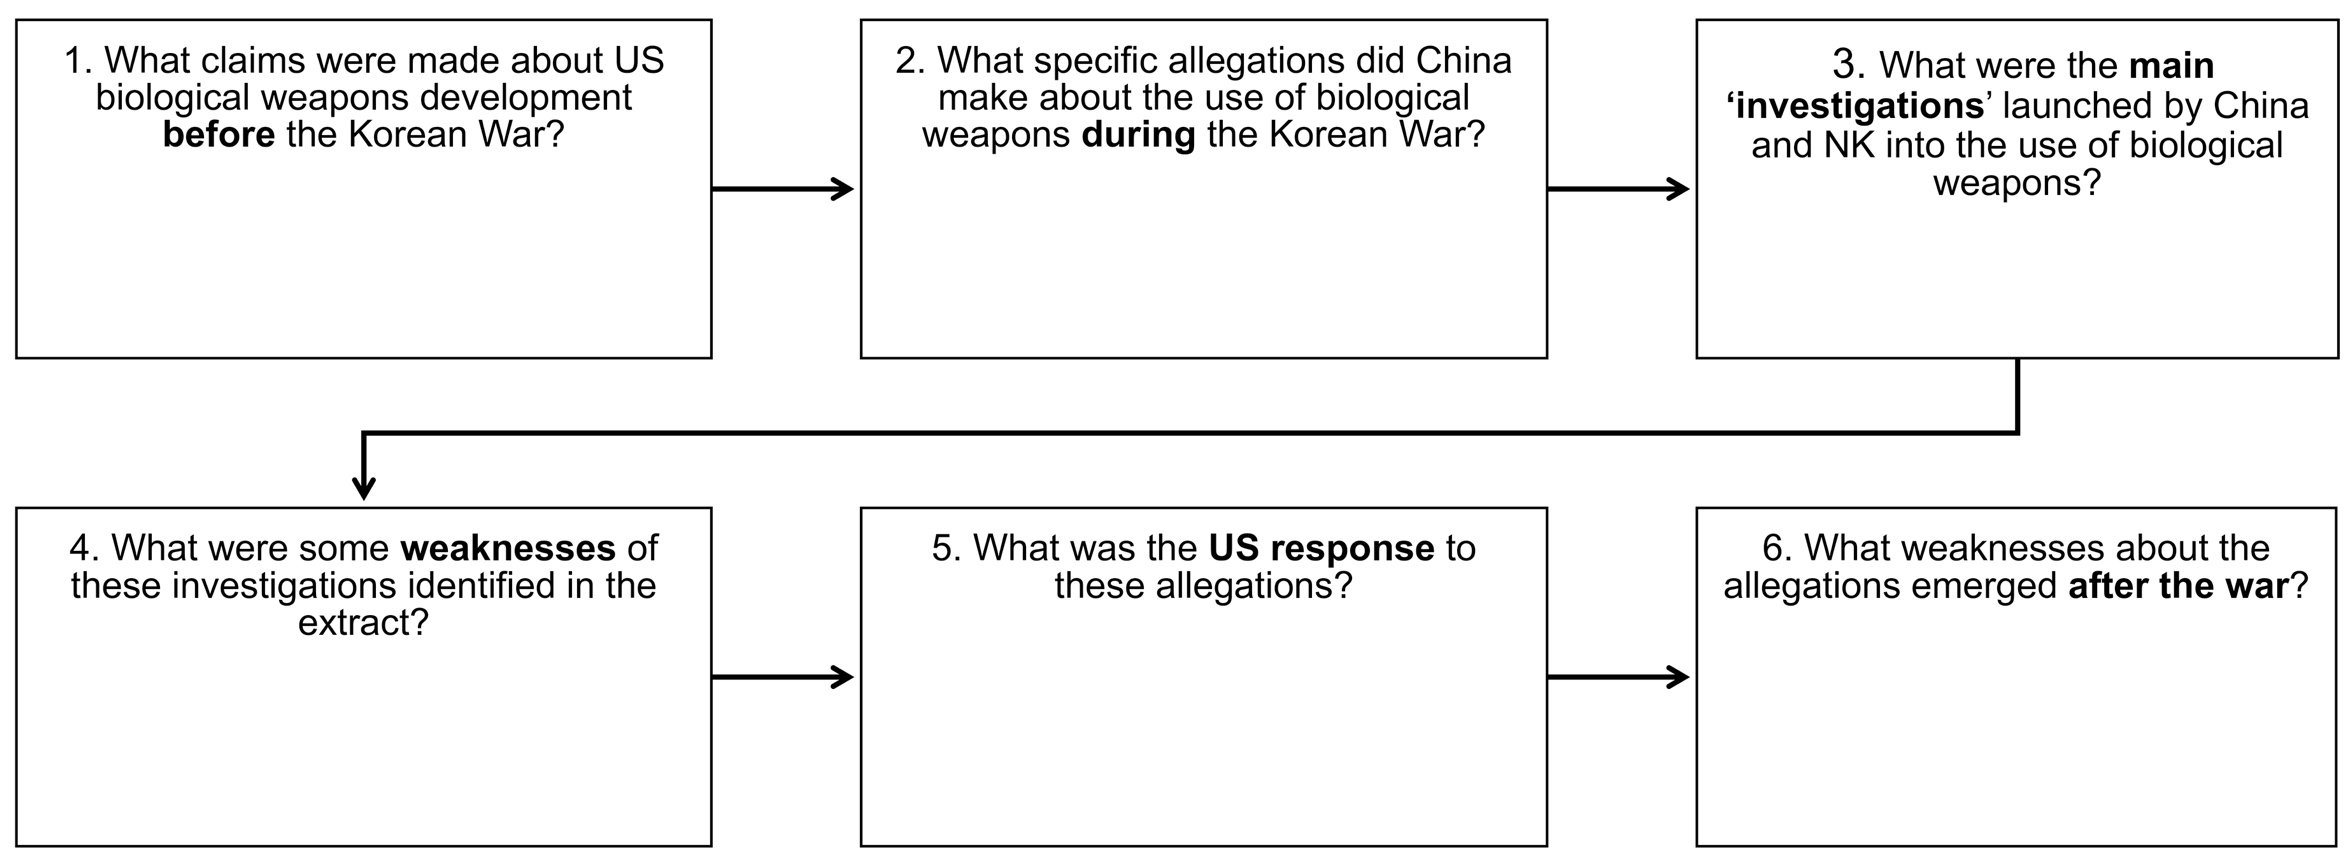 1. What claims were made about US
biological weapons development
before the Korean War?
2. What specific allegations did China
make about the use of biological
weapons during the Korean War?
3. What were the main
‘investigations’ launched by China
and NK into the use of biological
weapons?
4. What were some weaknesses of
these investigations identified in the
extract?
5. What was the US response to
these allegations?
6. What weaknesses about the
allegations emerged after the war?